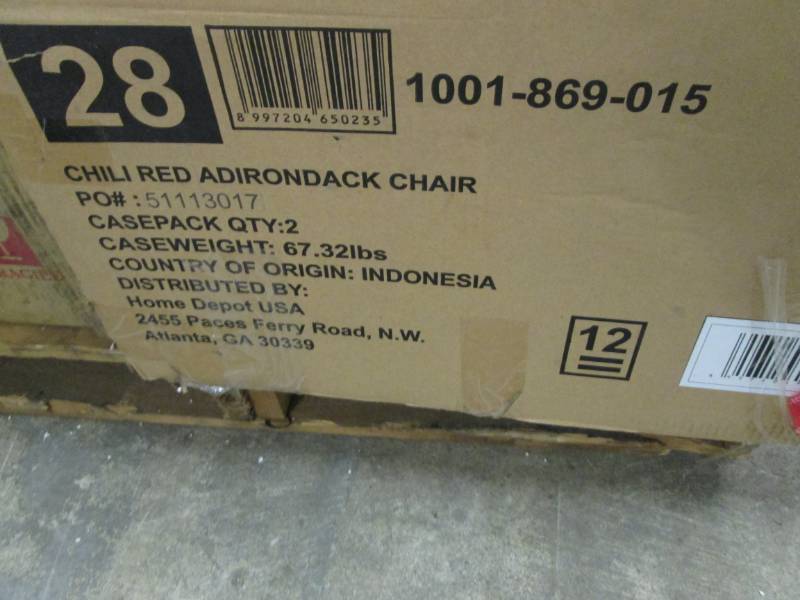 28
8 997204 650235
1001-869-015
CHILI RED ADIRONDACK CHAIR
PO# : 51113017
CASEPACK QTY:2
CASEWEIGHT: 67.32lbs
COUNTRY OF ORIGIN: INDONESIA
DISTRIBUTED BY:
Home Depot USA
2455 Paces Ferry Road, N.W.
Atlanta, GA 30339
12